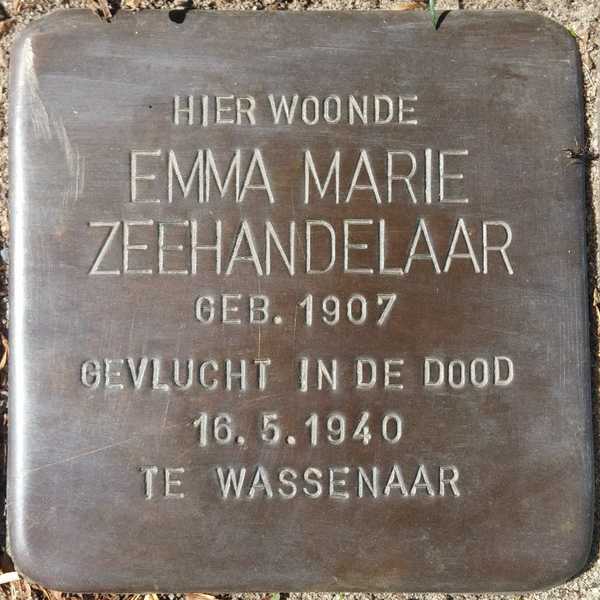 HIER WOONDE
EMMA MARIE
ZEEHANDELAAR
GEB. 1907
GEVLUCHT IN DE DOOD
16.5.1940
TE WASSENAAR